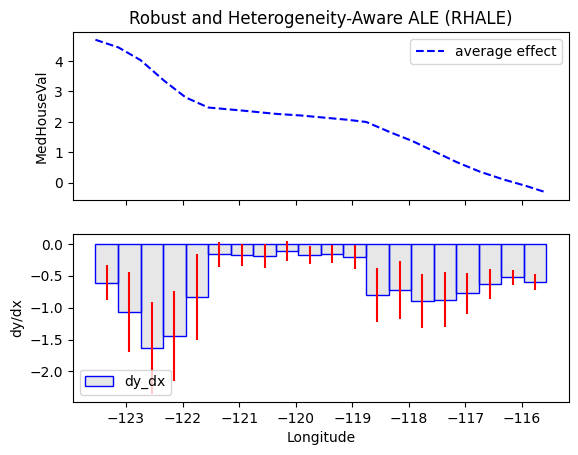 Robust and Heterogeneity-Aware ALE (RHALE)
MedHouseVal
4
3
2
1
0
average effect
dy/dx
0.0
−0.5
−1.0
−1.5
−2.0
dy_dx
−123 −122 −121 −120 −119 −118 −117 −116
Longitude